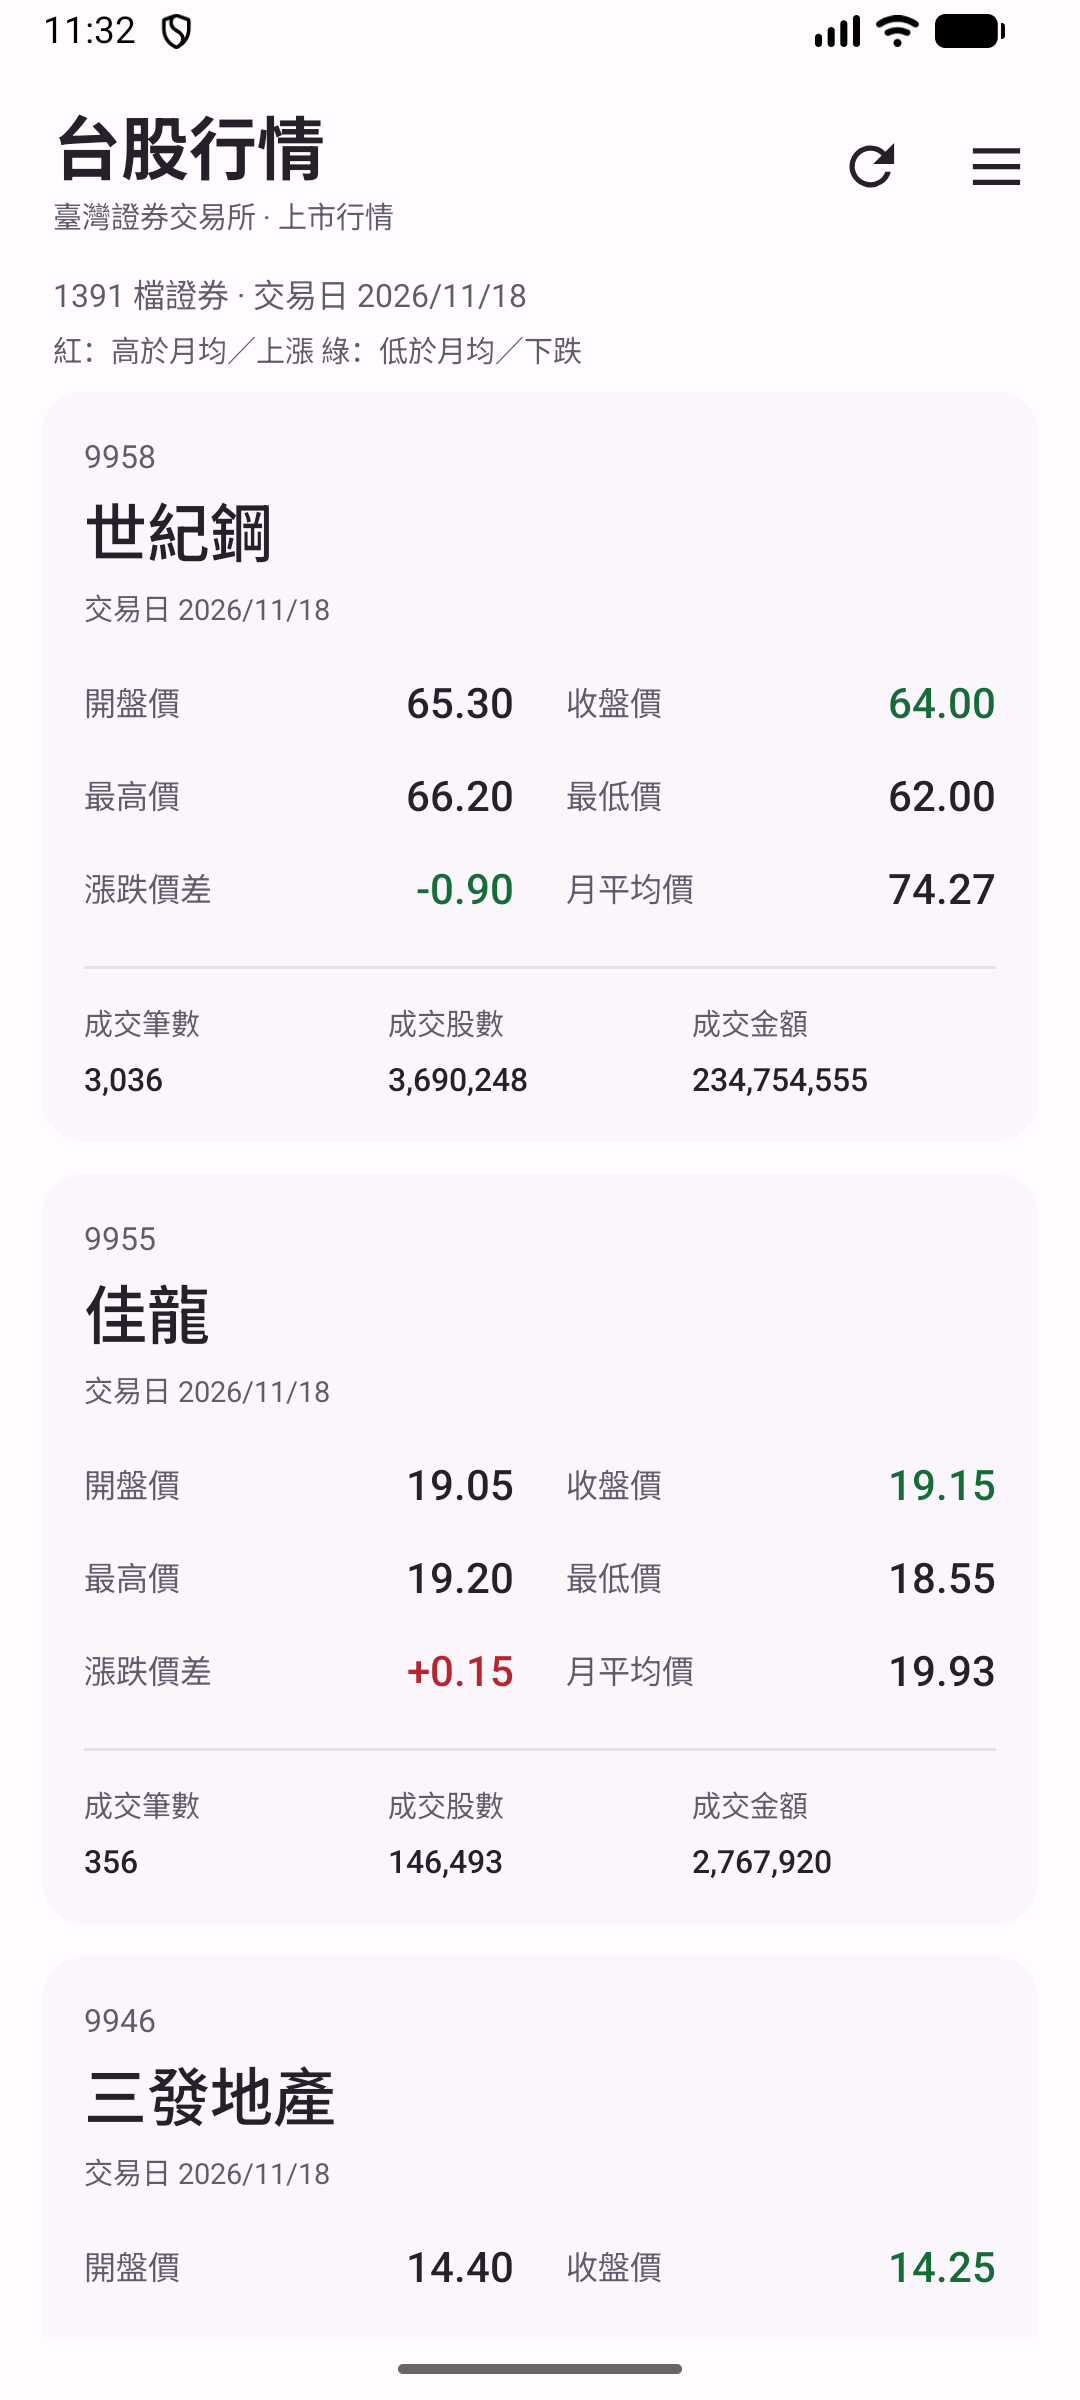 11:32
台股行情
臺灣證券交易所 · 上市行情
1391 檔證券 · 交易日 2026/11/18
紅：高於月均／上漲 綠：低於月均／下跌
9958
世紀鋼
交易日 2026/11/18
開盤價 65.30 收盤價 64.00
最高價 66.20 最低價 62.00
漲跌價差 -0.90 月平均價 74.27
成交筆數 成交股數 成交金額
3,036 3,690,248 234,754,555
9955
佳龍
交易日 2026/11/18
開盤價 19.05 收盤價 19.15
最高價 19.20 最低價 18.55
漲跌價差 +0.15 月平均價 19.93
成交筆數 成交股數 成交金額
356 146,493 2,767,920
9946
三發地產
交易日 2026/11/18
開盤價 14.40 收盤價 14.25